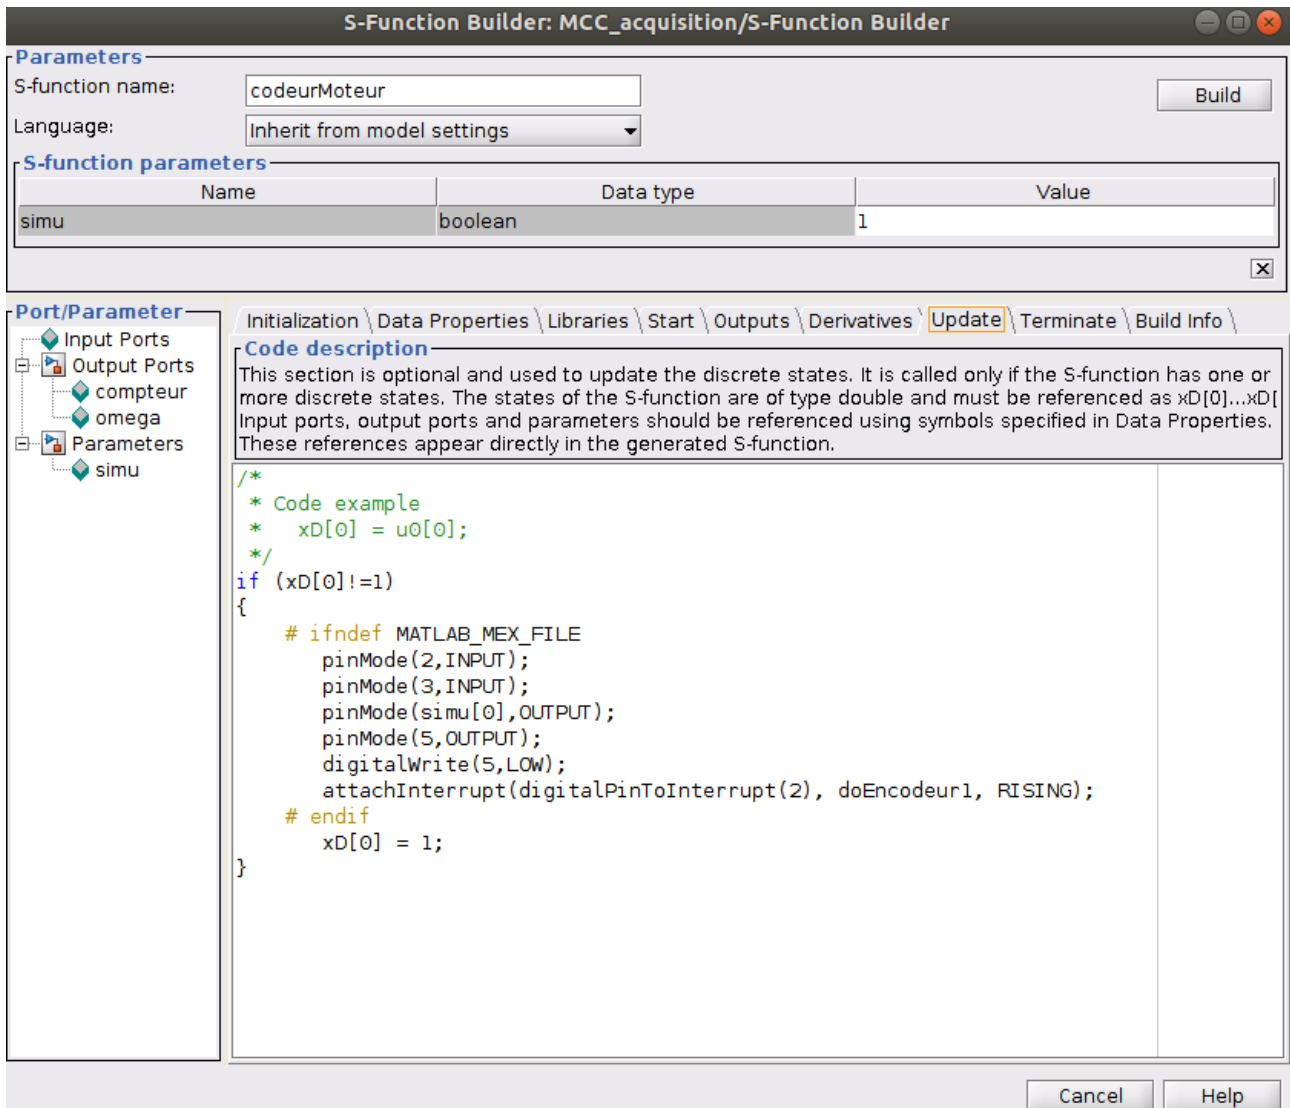 S-Function Builder: MCC_acquisition/S-Function Builder
Parameters
S-function name:
codeurMoteur
Build
Language:
Inherit from model settings
S-function parameters
Name Data type Value
simu boolean 1
Port/Parameter
Input Ports
Output Ports
compteur
omega
Parameters
simu
Initialization Data Properties Libraries Start Outputs Derivatives Update Terminate Build Info
Code description
This section is optional and used to update the discrete states. It is called only if the S-function has one or
more discrete states. The states of the S-function are of type double and must be referenced as xD[0]...xD[
Input ports, output ports and parameters should be referenced using symbols specified in Data Properties.
These references appear directly in the generated S-function.
/*
* Code example
* xD[0] = u0[0];
*/
if (xD[0]!=1)
{
# ifndef MATLAB_MEX_FILE
pinMode(2,INPUT);
pinMode(3,INPUT);
pinMode(simu[0],OUTPUT);
pinMode(5,OUTPUT);
digitalWrite(5,LOW);
attachInterrupt(digitalPinToInterrupt(2), doEncodeur1, RISING);
# endif
xD[0] = 1;
}
Cancel Help